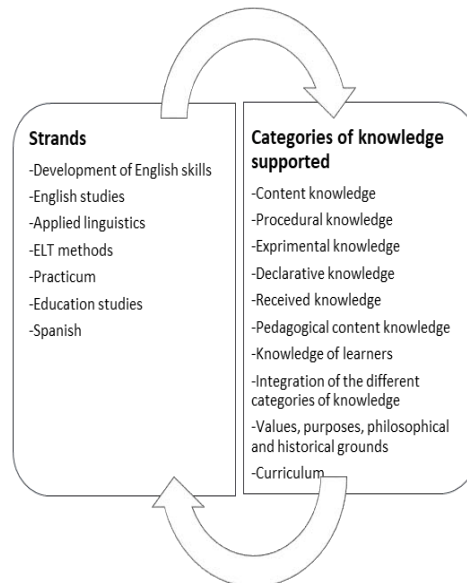 Strands
-Development of English skills
-English studies
-Applied linguistics
-ELT methods
-Practicum
-Education studies
-Spanish
Categories of knowledge
supported
-Content knowledge
-Procedural knowledge
-Exprimental knowledge
-Declarative knowledge
-Received knowledge
-Pedagogical content knowledge
-Knowledge of learners
-Integration of the different
categories of knowledge
-Values, purposes, philosophical
and historical grounds
-Curriculum